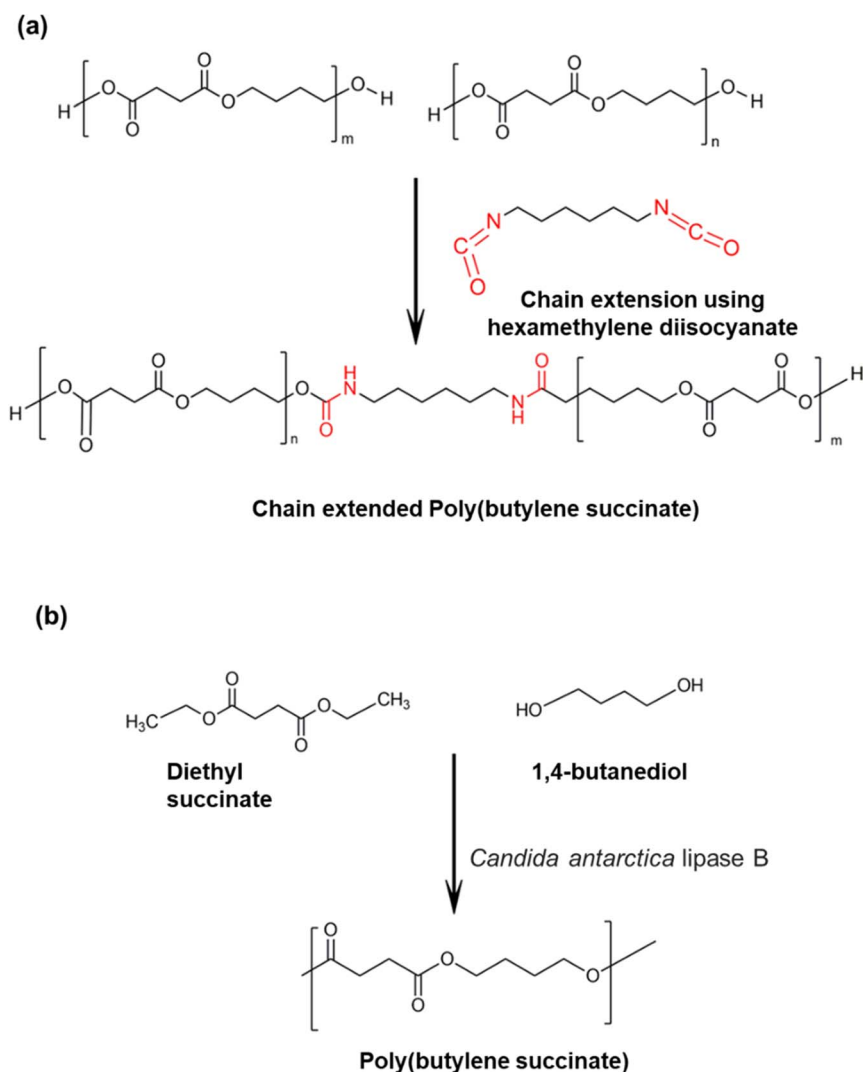 (a)
H O O O O O H m
H O O O O O H n
N C O N C O
Chain extension using
hexamethylene diisocyanate
H O O O O n O O H N N H O O O O O H m
Chain extended Poly(butylene succinate)
(b)
H₃C O O O O CH₃
HO OH
Diethyl
succinate
1,4-butanediol
Candida antarctica lipase B
O O O O
Poly(butylene succinate)